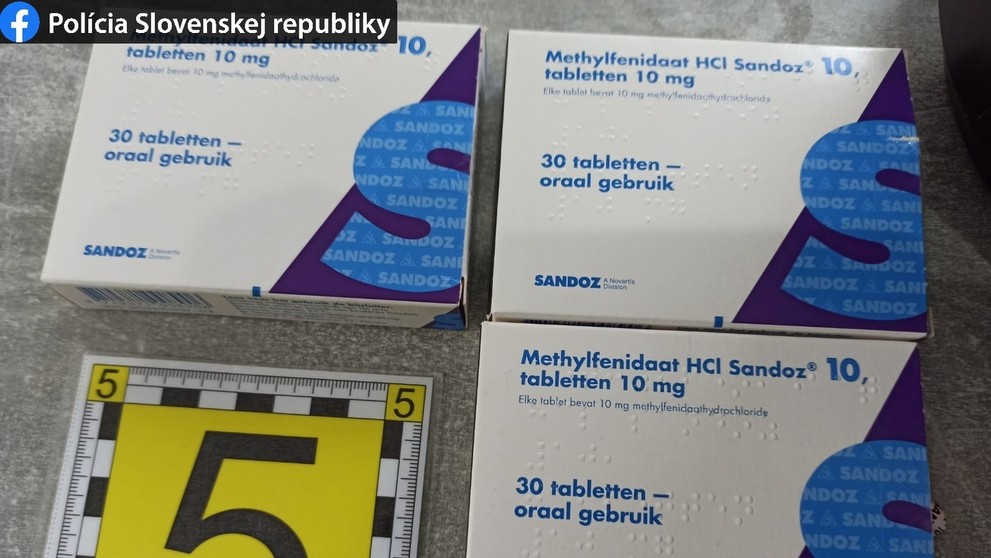 Polícia Slovenskej republiky
Methylfenidaat HCl Sandoz® 10,
tabletten 10 mg
Elke tablet bevat 10 mg methylfenidaathydrochloride
30 tabletten –
oraal gebruik
SANDOZ A Novartis
Division
Methylfenidaat HCl Sandoz® 10,
tabletten 10 mg
Elke tablet bevat 10 mg methylfenidaathydrochloride
30 tabletten –
oraal gebruik
SANDOZ A Novartis
Division
5 5
5
Methylfenidaat HCl Sandoz® 10,
tabletten 10 mg
Elke tablet bevat 10 mg methylfenidaathydrochloride
30 tabletten –
oraal gebruik